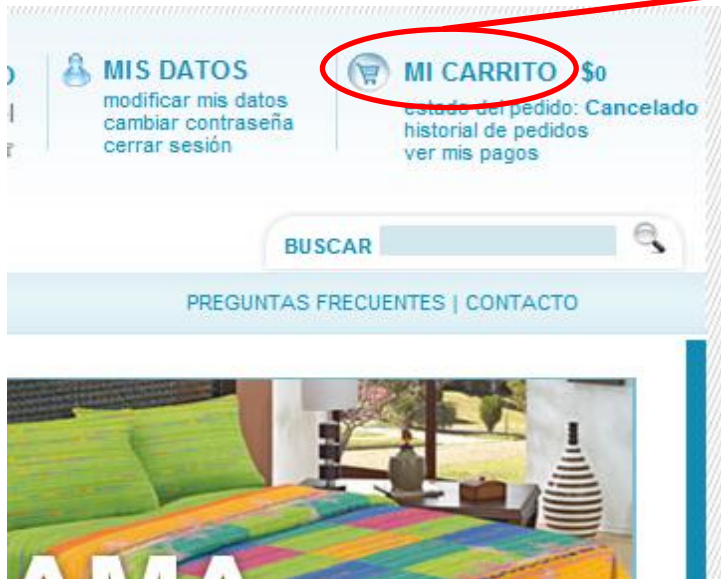 MIS DATOS
modificar mis datos
cambiar contraseña
cerrar sesión
MI CARRITO $0
estado del pedido: Cancelado
historial de pedidos
ver mis pagos
BUSCAR
PREGUNTAS FRECUENTES | CONTACTO
AMA